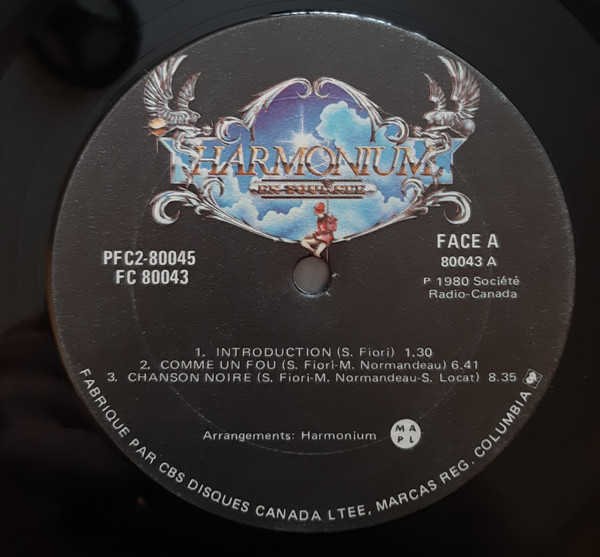 HARMONIUM
EN TOURNEE
PFC2-80045
FC 80043
FACE A
80043 A
P 1980 Société
Radio-Canada
1. INTRODUCTION (S. Fiori) 1.30
2. COMME UN FOU (S. Fiori-M. Normandeau) 6.41
3. CHANSON NOIRE (S. Fiori-M. Normandeau-S. Locat) 8.35
Arrangements: Harmonium
M A
P L
FABRIQUE PAR CBS DISQUES CANADA LTEE, MARCAS REG. COLUMBIA